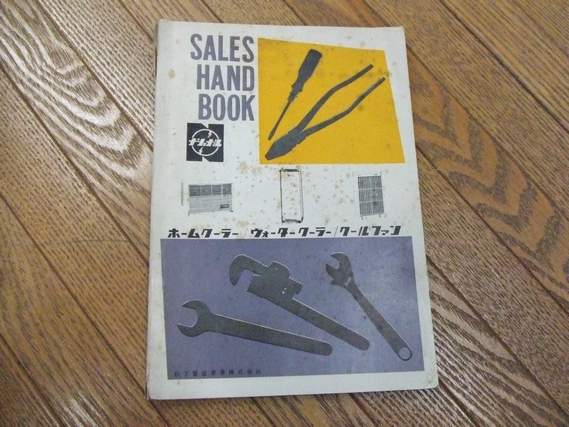 SALES
HAND
BOOK
ナショナル
ホームクーラー/ウォータークーラー/クールファン
松下電器産業株式会社